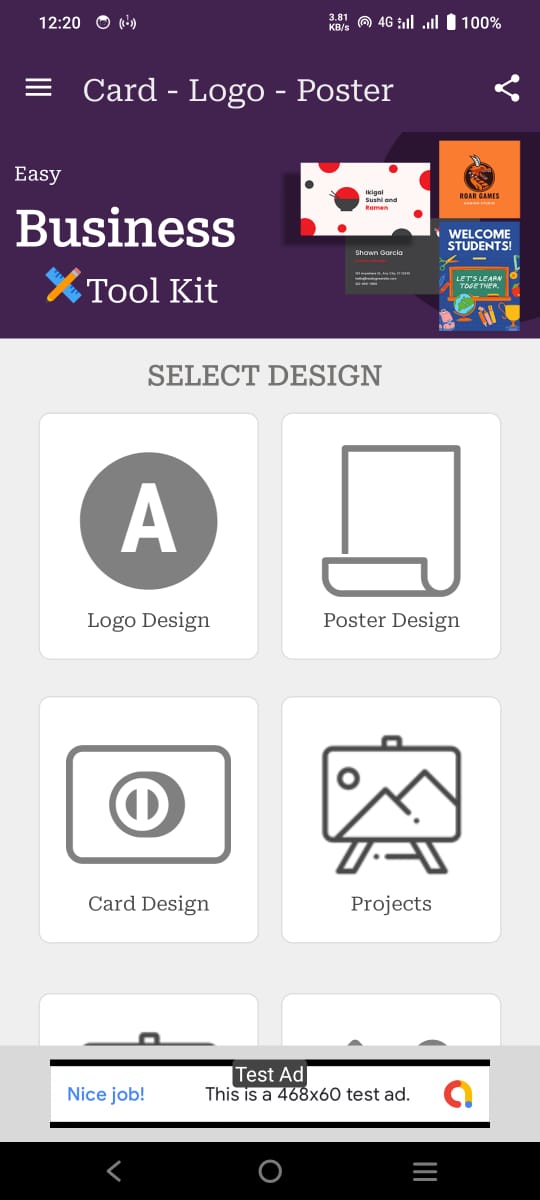 12:20
3.81 KB/s 4G 100%
Card - Logo - Poster
Easy
Business
Tool Kit
Ikigai
Sushi and
Ramen
Shawn Garcia
ROAR GAMES
WELCOME
STUDENTS!
LET'S LEARN
TOGETHER.
SELECT DESIGN
A
Logo Design
Poster Design
Card Design
Projects
Test Ad
Nice job!
This is a 468x60 test ad.